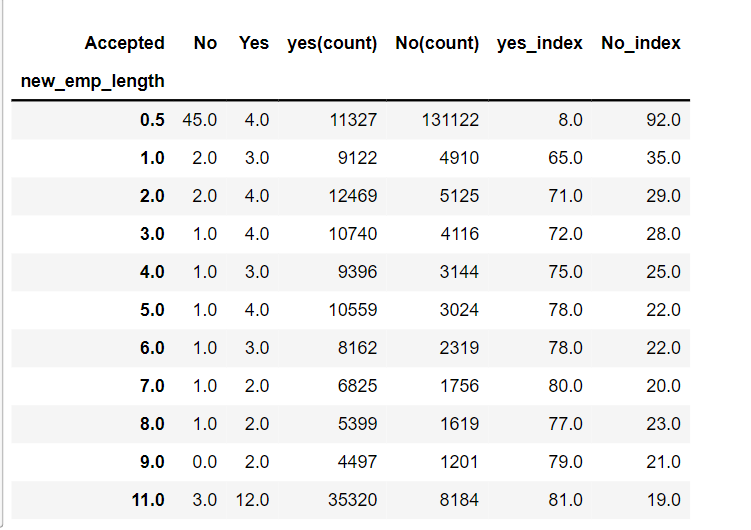 Accepted No Yes yes(count) No(count) yes_index No_index
new_emp_length
0.5 45.0 4.0 11327 131122 8.0 92.0
1.0 2.0 3.0 9122 4910 65.0 35.0
2.0 2.0 4.0 12469 5125 71.0 29.0
3.0 1.0 4.0 10740 4116 72.0 28.0
4.0 1.0 3.0 9396 3144 75.0 25.0
5.0 1.0 4.0 10559 3024 78.0 22.0
6.0 1.0 3.0 8162 2319 78.0 22.0
7.0 1.0 2.0 6825 1756 80.0 20.0
8.0 1.0 2.0 5399 1619 77.0 23.0
9.0 0.0 2.0 4497 1201 79.0 21.0
11.0 3.0 12.0 35320 8184 81.0 19.0